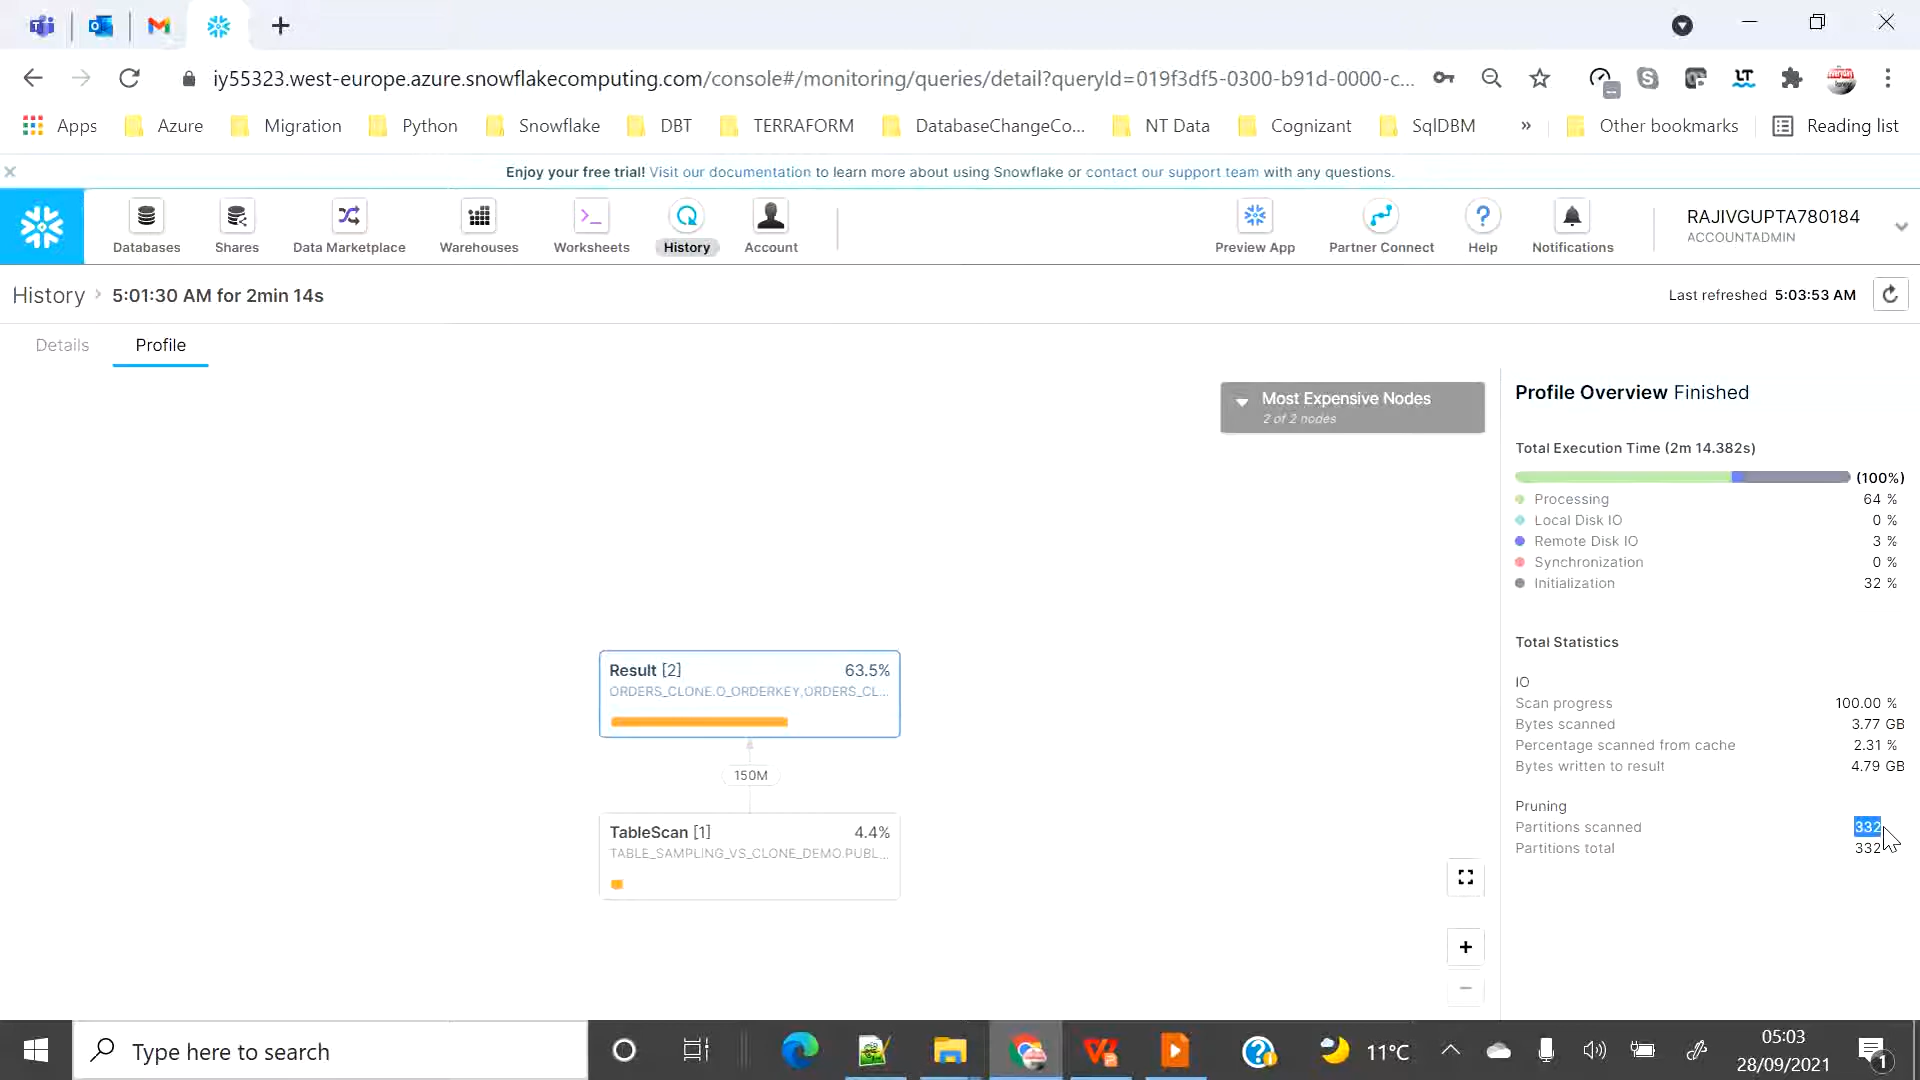 iy55323.west-europe.azure.snowflakecomputing.com/console#/monitoring/queries/detail?queryId=019f3df5-0300-b91d-0000-c...
Apps Azure Migration Python Snowflake DBT TERRAFORM DatabaseChangeCo... NT Data Cognizant SqlDBM » Other bookmarks Reading list
Enjoy your free trial! Visit our documentation to learn more about using Snowflake or contact our support team with any questions.
Databases Shares Data Marketplace Warehouses Worksheets History Account Preview App Partner Connect Help Notifications
RAJIVGUPTA780184
ACCOUNTADMIN
History > 5:01:30 AM for 2min 14s
Last refreshed 5:03:53 AM
Details Profile
Most Expensive Nodes
2 of 2 nodes
Profile Overview Finished
Total Execution Time (2m 14.382s)
(100%)
Processing 64 %
Local Disk IO 0 %
Remote Disk IO 3 %
Synchronization 0 %
Initialization 32 %
Total Statistics
IO
Scan progress 100.00 %
Bytes scanned 3.77 GB
Percentage scanned from cache 2.31 %
Bytes written to result 4.79 GB
Pruning
Partitions scanned 332
Partitions total 332
Result [2] 63.5%
ORDERS_CLONE.O_ORDERKEY,ORDERS_CL...
150M
TableScan [1] 4.4%
TABLE_SAMPLING_VS_CLONE_DEMO.PUBL...
Type here to search
11°C
05:03
28/09/2021
1